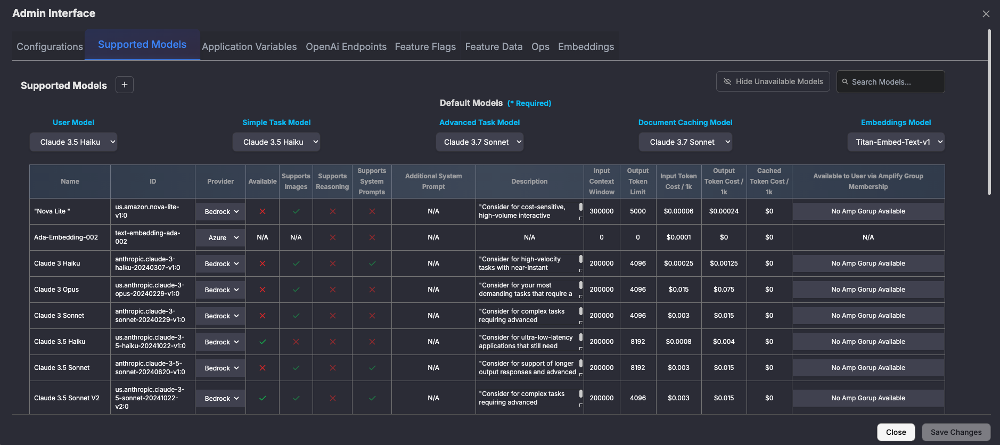 Admin Interface
Configurations Supported Models Application Variables OpenAi Endpoints Feature Flags Feature Data Ops Embeddings
Supported Models +
Hide Unavailable Models
Search Models...
Default Models (* Required)
User Model Simple Task Model Advanced Task Model Document Caching Model Embeddings Model
Claude 3.5 Haiku Claude 3.5 Haiku Claude 3.7 Sonnet Claude 3.7 Sonnet Titan-Embed-Text-v1
Name
ID
Provider
Available
Supports
Images
Supports
Reasoning
Supports
System
Prompts
Additional System
Prompt
Description
Input
Context
Window
Output
Token
Limit
Input Token
Cost / 1k
Output
Token Cost /
1k
Cached
Token Cost /
1k
Available to User via Amplify Group
Membership
"Nova Lite "
us.amazon.nova-lite-
v1:0
Bedrock
N/A
"Consider for cost-sensitive,
high-volume interactive
300000 5000 $0.00006 $0.00024 $0 No Amp Gorup Available
Ada-Embedding-002
text-embedding-ada-
002
Azure N/A N/A N/A N/A 0 0 $0.0001 $0 $0 N/A
Claude 3 Haiku
anthropic.claude-3-
haiku-20240307-v1:0
Bedrock
N/A
"Consider for high-velocity
tasks with near-instant
200000 4096 $0.00025 $0.00125 $0 No Amp Gorup Available
Claude 3 Opus
us.anthropic.claude-3-
opus-20240229-v1:0
Bedrock
N/A
"Consider for your most
demanding tasks that require a
200000 4096 $0.015 $0.075 $0 No Amp Gorup Available
Claude 3 Sonnet
anthropic.claude-3-
sonnet-20240229-v1:0
Bedrock
N/A
"Consider for complex tasks
requiring advanced
200000 4096 $0.003 $0.015 $0 No Amp Gorup Available
Claude 3.5 Haiku
us.anthropic.claude-3-
5-haiku-20241022-v1:0
Bedrock
N/A
"Consider for ultra-low-latency
applications that still need
200000 8192 $0.0008 $0.004 $0 No Amp Gorup Available
Claude 3.5 Sonnet
anthropic.claude-3-5-
sonnet-20240620-v1:0
Bedrock
N/A
"Consider for support of longer
output responses and advanced
200000 8192 $0.003 $0.015 $0 No Amp Gorup Available
Claude 3.5 Sonnet V2
us.anthropic.claude-3-
5-sonnet-20241022-
v2:0
Bedrock
N/A
"Consider for complex tasks
requiring advanced
200000 4096 $0.003 $0.015 $0 No Amp Gorup Available
Close Save Changes